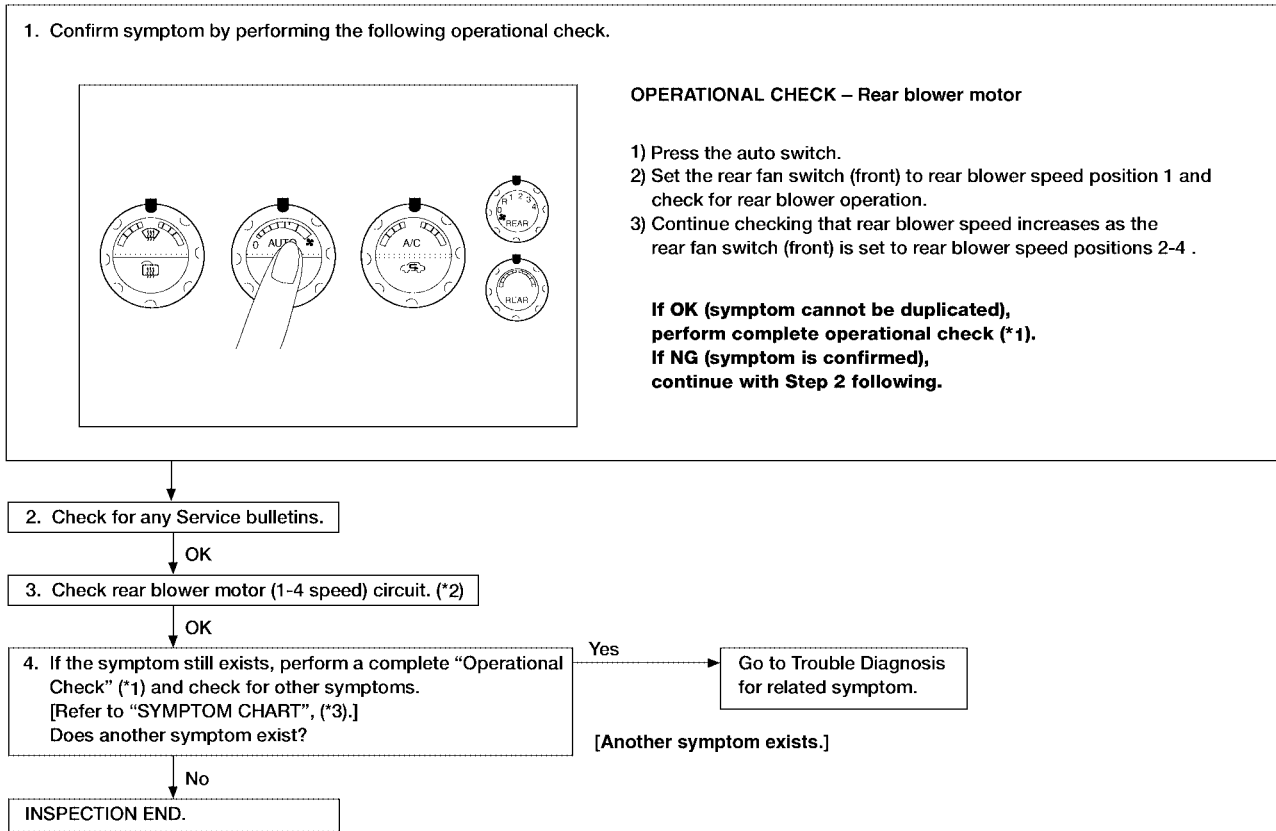 1. Confirm symptom by performing the following operational check.
OPERATIONAL CHECK – Rear blower motor
1) Press the auto switch.
2) Set the rear fan switch (front) to rear blower speed position 1 and
check for rear blower operation.
3) Continue checking that rear blower speed increases as the
rear fan switch (front) is set to rear blower speed positions 2-4 .
If OK (symptom cannot be duplicated),
perform complete operational check (*1).
If NG (symptom is confirmed),
continue with Step 2 following.
0 AUTO
A/C
0 R 1 2 3 4
REAR
REAR
2. Check for any Service bulletins.
OK
3. Check rear blower motor (1-4 speed) circuit. (*2)
OK
4. If the symptom still exists, perform a complete “Operational
Check” (*1) and check for other symptoms.
[Refer to “SYMPTOM CHART”, (*3).]
Does another symptom exist?
Yes
Go to Trouble Diagnosis
for related symptom.
[Another symptom exists.]
No
INSPECTION END.